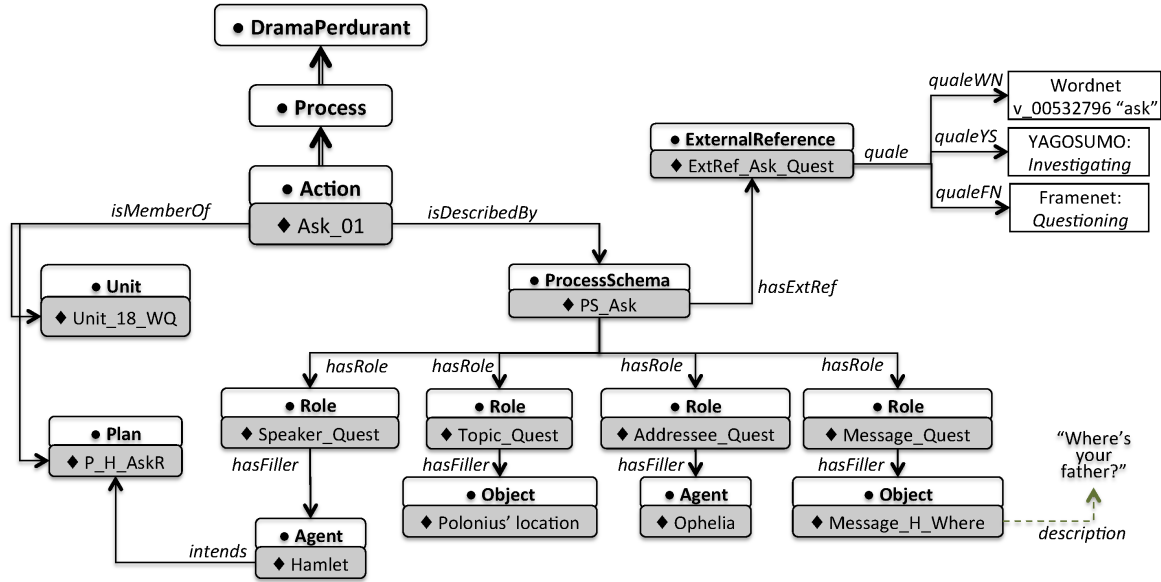 ● DramaPerdurant
● Process
● Action
◆ Ask_01
isMemberOf
isDescribedBy
● Unit
◆ Unit_18_WQ
● Plan
◆ P_H_AskR
● ProcessSchema
◆ PS_Ask
hasExtRef
● ExternalReference
◆ ExtRef_Ask_Quest
quale
qualeWN
Wordnet
v_00532796 “ask”
qualeYS
YAGOSUMO:
Investigating
qualeFN
Framenet:
Questioning
hasRole
hasRole
hasRole
hasRole
● Role
◆ Speaker_Quest
● Role
◆ Topic_Quest
● Role
◆ Addressee_Quest
● Role
◆ Message_Quest
hasFiller
hasFiller
hasFiller
hasFiller
● Agent
◆ Hamlet
intends
● Object
◆ Polonius’ location
● Agent
◆ Ophelia
● Object
◆ Message_H_Where
“Where’s
your
father?”
description